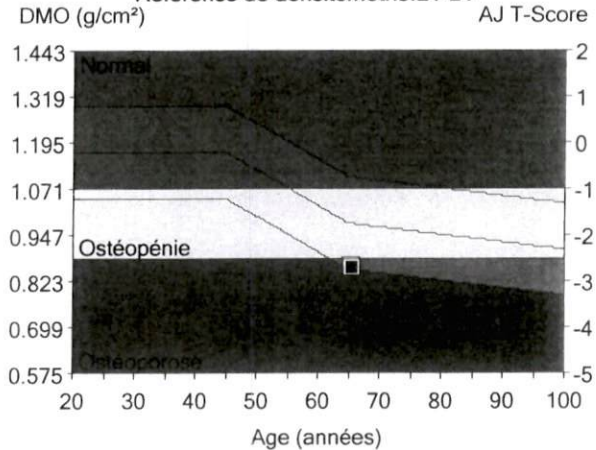 DMO (g/cm²) AJ T-Score
1.443 2
Normal
1.319 1
1.195 0
1.071 -1
0.947 -2
Ostéopénie
0.823 -3
0.699 -4
Ostéoporose
0.575 -5
20 30 40 50 60 70 80 90 100
Age (années)